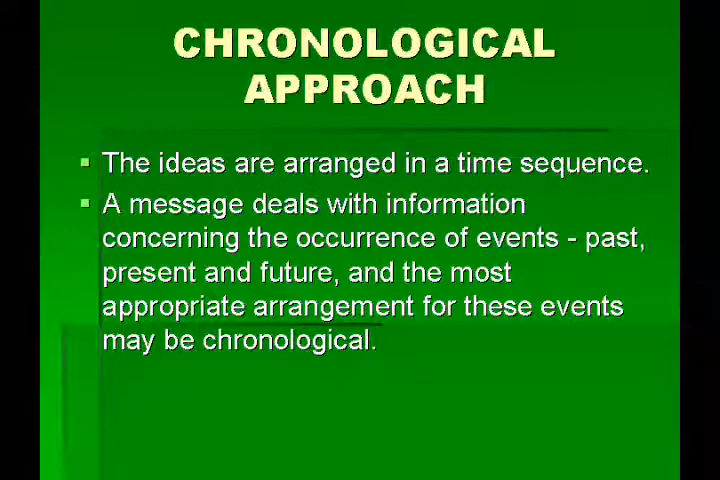 CHRONOLOGICAL
APPROACH
The ideas are arranged in a time sequence.
A message deals with information
concerning the occurrence of events - past,
present and future, and the most
appropriate arrangement for these events
may be chronological.